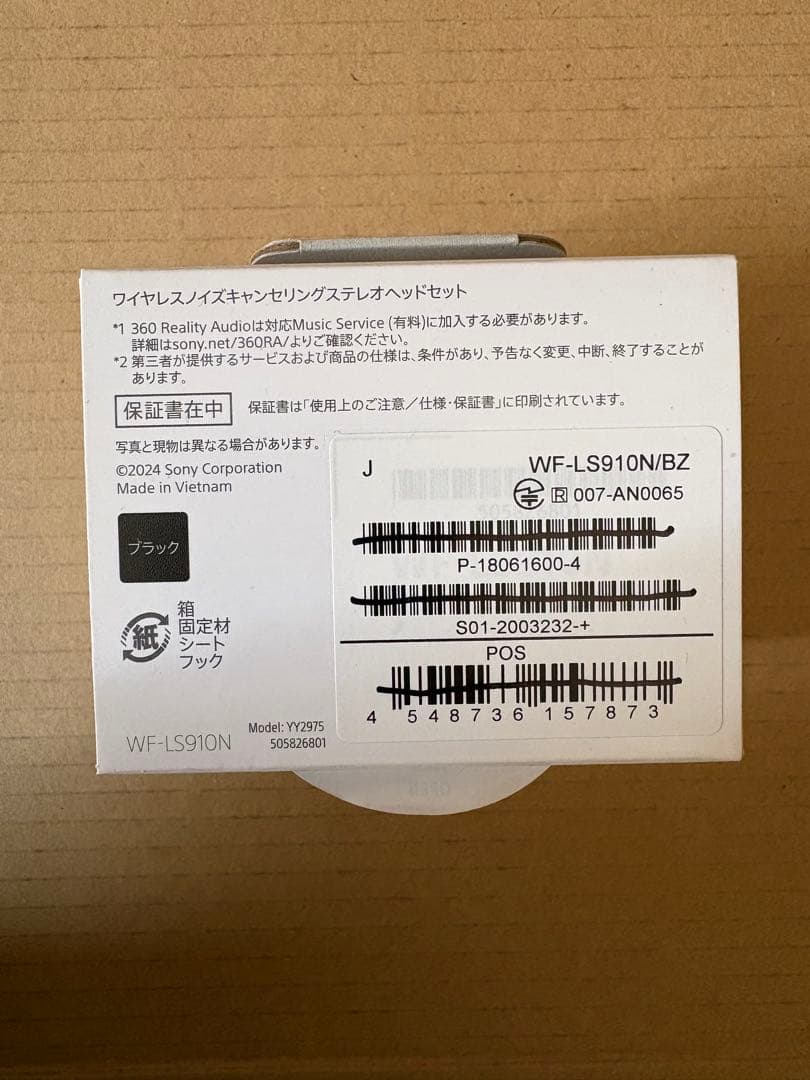 ワイヤレスノイズキャンセリングステレオヘッドセット
*1 360 Reality Audioは対応Music Service (有料)に加入する必要があります。
詳細はsony.net/360RA/よりご確認ください。
*2 第三者が提供するサービスおよび商品の仕様は、条件があり、予告なく変更、中断、終了することが
あります。
保証書在中
保証書は「使用上のご注意／仕様・保証書」に印刷されています。
写真と現物は異なる場合があります。
©2024 Sony Corporation
Made in Vietnam
ブラック
紙
箱
固定材
シート
フック
WF-LS910N
Model: YY2975
505826801
J
WF-LS910N/BZ
R 007-AN0065
505826801
P-18061600-4
S01-2003232-+
POS
4 548736 157873
OPEN